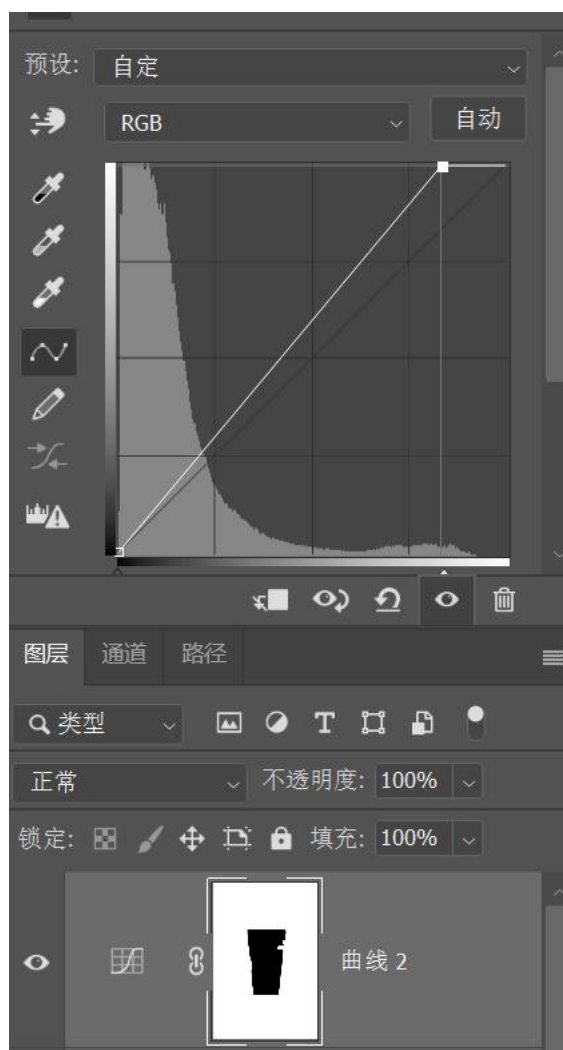 预设: 自定
RGB 自动
图层 通道 路径
类型
正常 不透明度: 100%
锁定: 填充: 100%
曲线 2